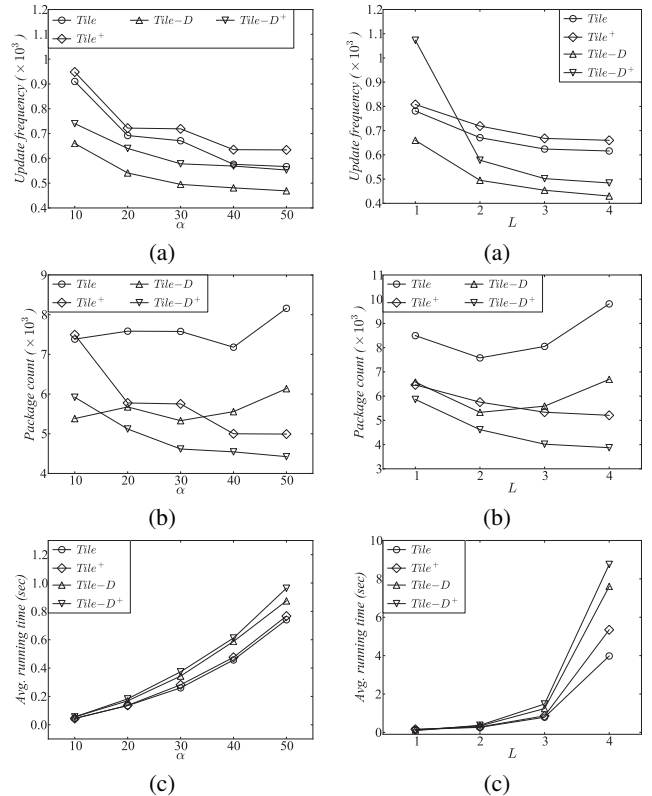 Tile Tile−D Tile−D⁺
Tile⁺
1.2
1.1
1
0.9
0.8
0.7
0.6
0.5
0.4
Update frequency (×10³)
10 20 30 40 50
α
(a)
Tile
Tile⁺
Tile−D
Tile−D⁺
1.2
1.1
1
0.9
0.8
0.7
0.6
0.5
0.4
Update frequency (×10³)
1 2 3 4
L
(a)
Tile Tile−D
Tile⁺ Tile−D⁺
9
8
7
6
5
4
Package count (×10³)
10 20 30 40 50
α
(b)
Tile Tile−D
Tile⁺ Tile−D⁺
11
10
9
8
7
6
5
4
3
Package count (×10³)
1 2 3 4
L
(b)
Tile
Tile⁺
Tile−D
Tile−D⁺
1.2
1.0
0.8
0.6
0.4
0.2
0.0
Avg. running time (sec)
10 20 30 40 50
α
(c)
Tile
Tile⁺
Tile−D
Tile−D⁺
10
8
6
4
2
0
Avg. running time (sec)
1 2 3 4
L
(c)